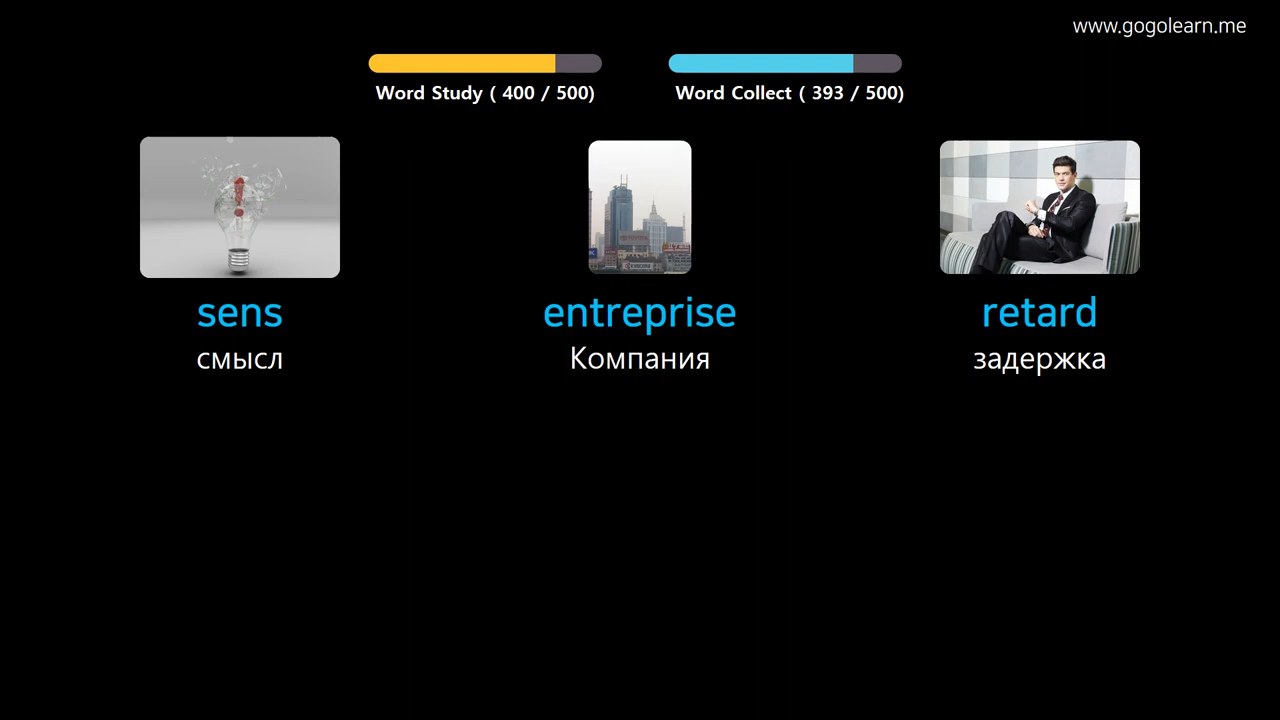 www.gogolearn.me
Word Study ( 400 / 500)
Word Collect ( 393 / 500)
sens
entreprise
retard
смысл
Компания
задержка